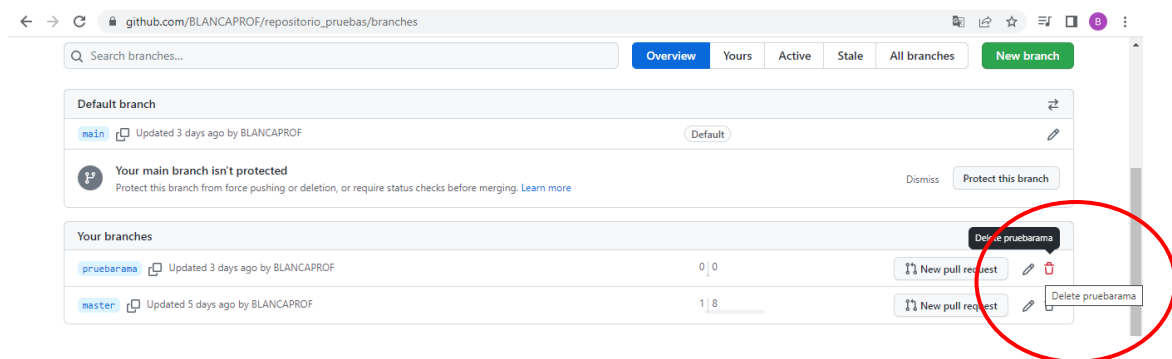 github.com/BLANCAPROF/repositorio_pruebas/branches
B
Search branches...
Overview Yours Active Stale All branches New branch
Default branch
main Updated 3 days ago by BLANCAPROF Default
Your main branch isn't protected
Protect this branch from force pushing or deletion, or require status checks before merging. Learn more
Dismiss Protect this branch
Your branches
Delete pruebarama
pruebarama Updated 3 days ago by BLANCAPROF 0 0 New pull request
Delete pruebarama
master Updated 5 days ago by BLANCAPROF 1 8 New pull request